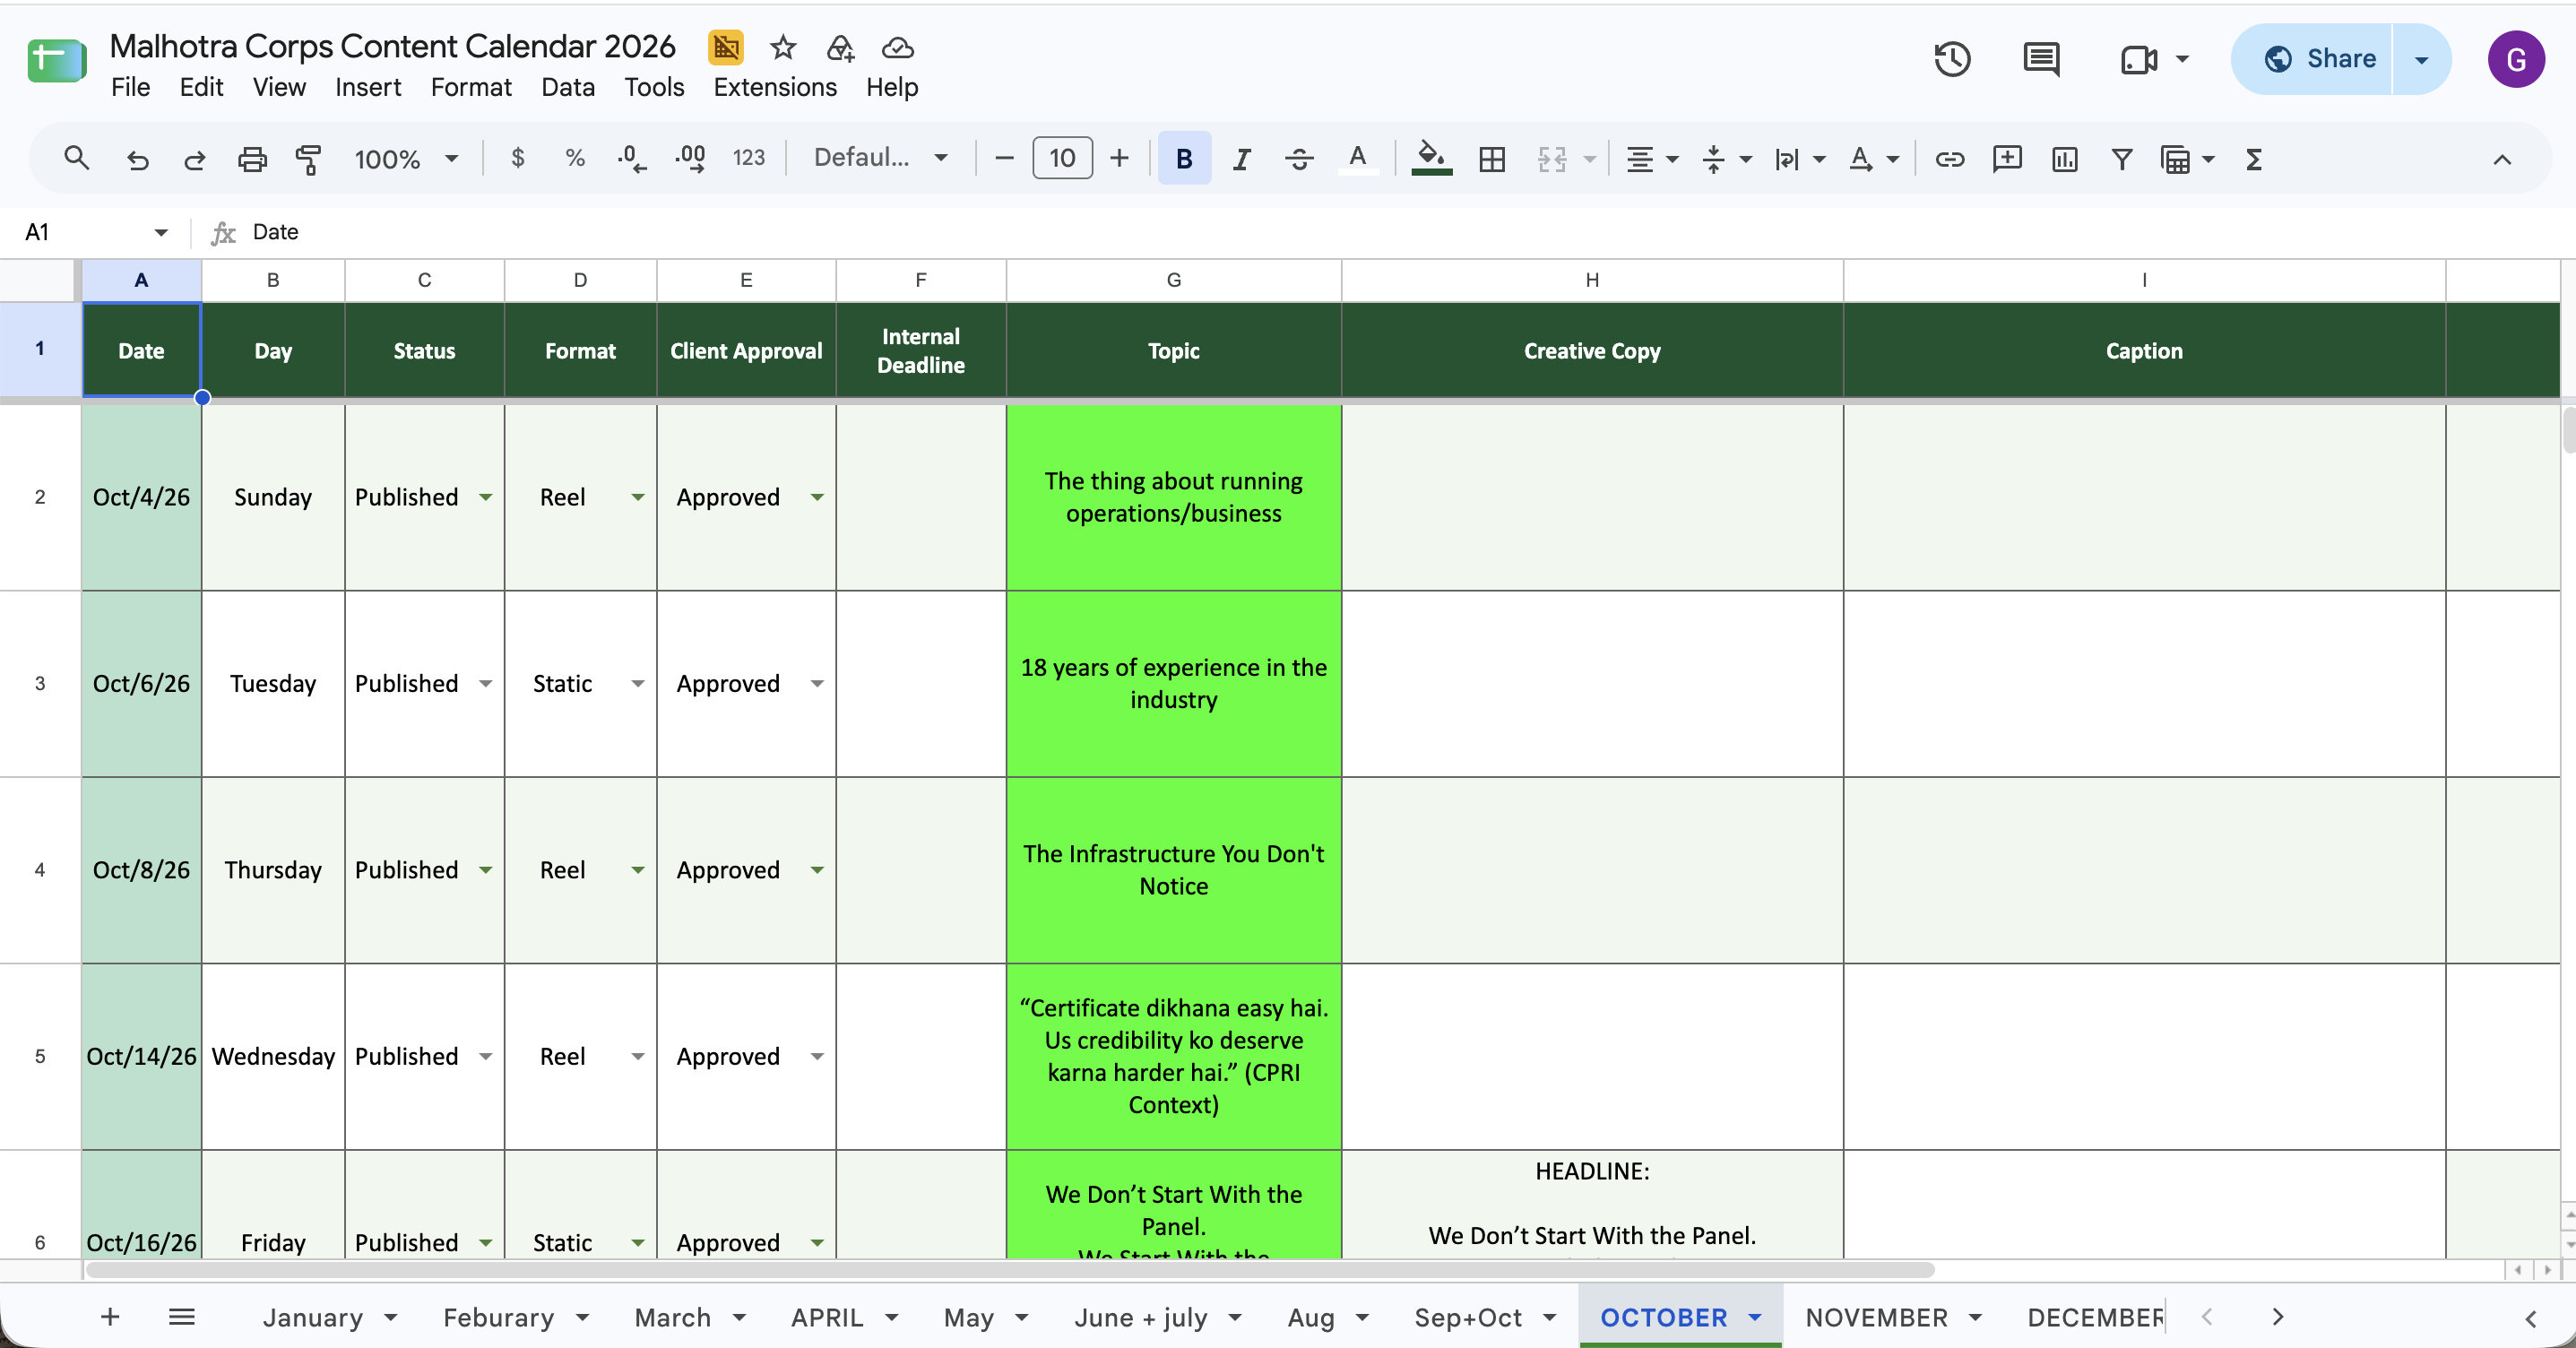 Malhotra Corps Content Calendar 2026
File Edit View Insert Format Data Tools Extensions Help
Share
G
100% $ % .0 .00 123 Defaul... 10 B I S A
A1 fx Date
A B C D E F G H I
1 Date Day Status Format Client Approval Internal Deadline Topic Creative Copy Caption
2 Oct/4/26 Sunday Published Reel Approved The thing about running
operations/business
3 Oct/6/26 Tuesday Published Static Approved 18 years of experience in the
industry
4 Oct/8/26 Thursday Published Reel Approved The Infrastructure You Don't
Notice
5 Oct/14/26 Wednesday Published Reel Approved “Certificate dikhana easy hai.
Us credibility ko deserve
karna harder hai.” (CPRI
Context)
6 Oct/16/26 Friday Published Static Approved We Don’t Start With the
Panel.
We Start With the
HEADLINE:
We Don’t Start With the Panel.
January Feburary March APRIL May June + july Aug Sep+Oct OCTOBER NOVEMBER DECEMBER